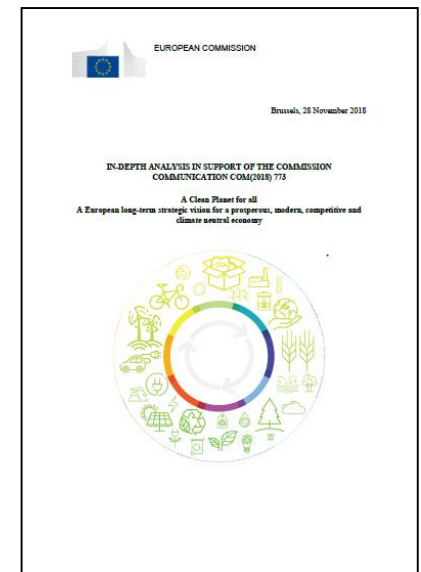 EUROPEAN COMMISSION
Brussels, 28 November 2018
IN-DEPTH ANALYSIS IN SUPPORT OF THE COMMISSION
COMMUNICATION COM(2018) 773
A Clean Planet for all
A European long-term strategic vision for a prosperous, modern, competitive and
climate neutral economy